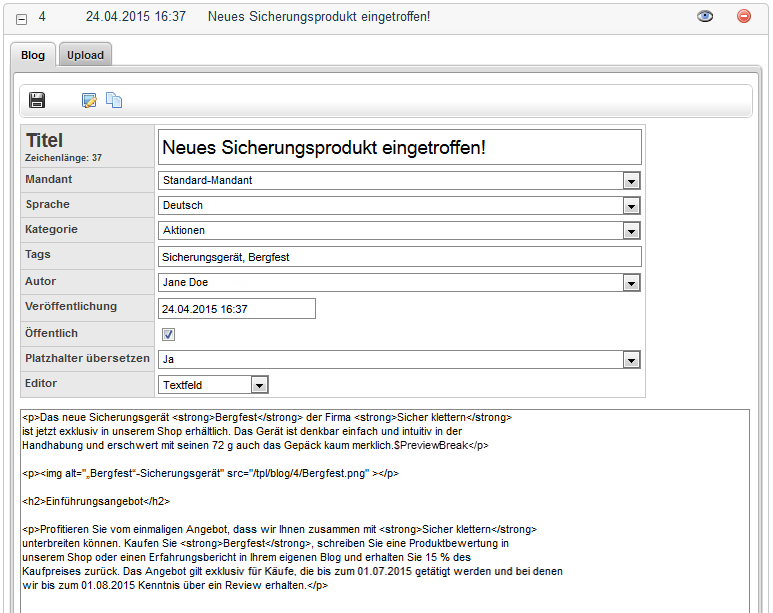 4 24.04.2015 16:37 Neues Sicherungsprodukt eingetroffen!
Blog Upload
Titel Neues Sicherungsprodukt eingetroffen!
Zeichenlänge: 37
Mandant Standard-Mandant
Sprache Deutsch
Kategorie Aktionen
Tags Sicherungsgerät, Bergfest
Autor Jane Doe
Veröffentlichung 24.04.2015 16:37
Öffentlich
Platzhalter übersetzen Ja
Editor Textfeld
<p>Das neue Sicherungsgerät <strong>Bergfest</strong> der Firma <strong>Sicher klettern</strong>
ist jetzt exklusiv in unserem Shop erhältlich. Das Gerät ist denkbar einfach und intuitiv in der
Handhabung und erschwert mit seinen 72 g auch das Gepäck kaum merklich.$PreviewBreak</p>
<p><img alt="„Bergfest“-Sicherungsgerät" src="/tpl/blog/4/Bergfest.png" ></p>
<h2>Einführungsangebot</h2>
<p>Profitieren Sie vom einmaligen Angebot, dass wir Ihnen zusammen mit <strong>Sicher klettern</strong>
unterbreiten können. Kaufen Sie <strong>Bergfest</strong>, schreiben Sie eine Produktbewertung in
unserem Shop oder einen Erfahrungsbericht in Ihrem eigenen Blog und erhalten Sie 15 % des
Kaufpreises zurück. Das Angebot gilt exklusiv für Käufe, die bis zum 01.07.2015 getätigt werden und bei denen
wir bis zum 01.08.2015 Kenntnis über ein Review erhalten.</p>